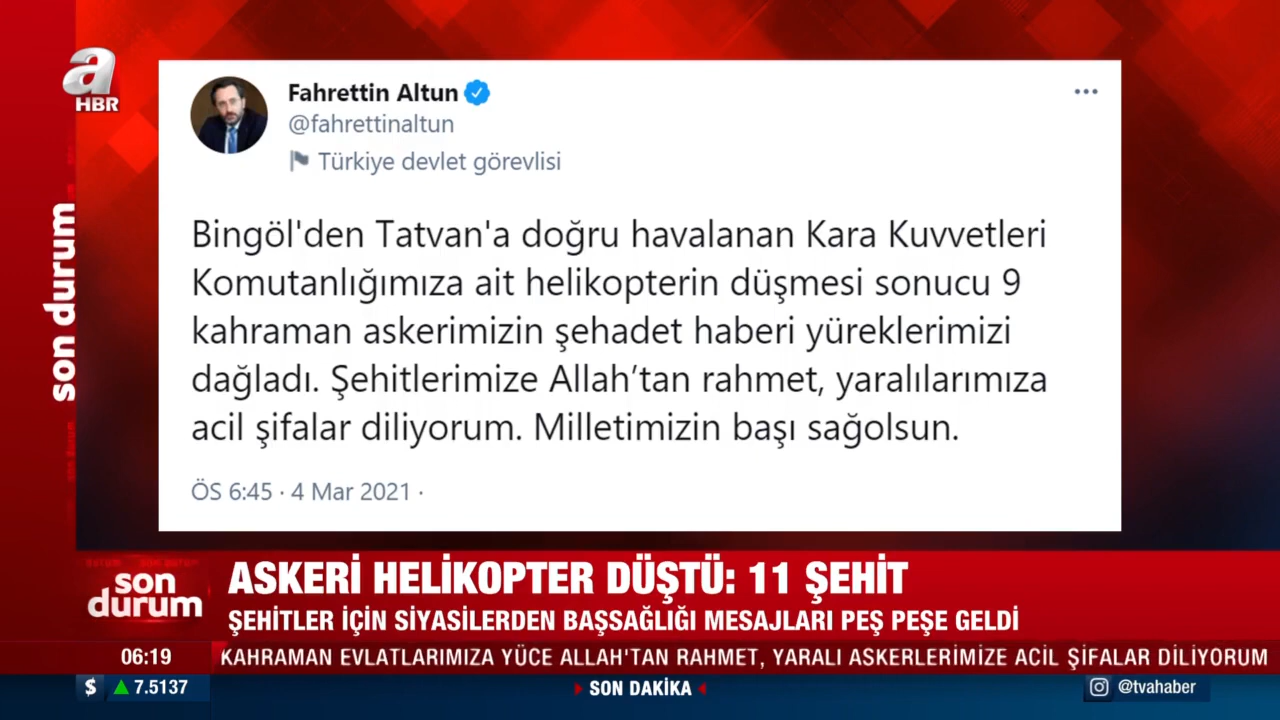 a
HBR
Fahrettin Altun
@fahrettinaltun
Türkiye devlet görevlisi
Bingöl'den Tatvan'a doğru havalanan Kara Kuvvetleri
Komutanlığımıza ait helikopterin düşmesi sonucu 9
kahraman askerimizin şehadet haberi yüreklerimizi
dağladı. Şehitlerimize Allah’tan rahmet, yaralılarımıza
acil şifalar diliyorum. Milletimizin başı sağolsun.
ÖS 6:45 · 4 Mar 2021 ·
son durum
son
durum
ASKERİ HELİKOPTER DÜŞTÜ: 11 ŞEHİT
ŞEHİTLER İÇİN SİYASİLERDEN BAŞSAĞLIĞI MESAJLARI PEŞ PEŞE GELDİ
06:19
KAHRAMAN EVLATLARIMIZA YÜCE ALLAH'TAN RAHMET, YARALI ASKERLERİMİZE ACİL ŞİFALAR DİLİYORUM
$ ▲ 7.5137
SON DAKİKA
@tvahaber